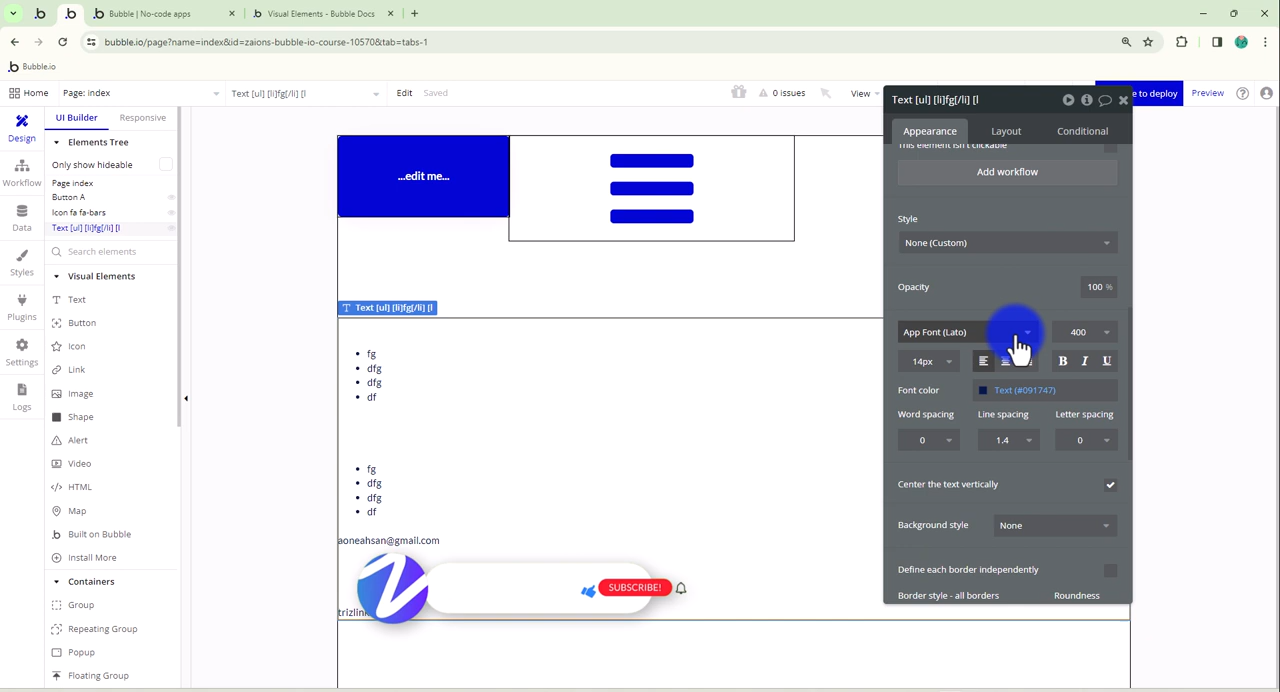 Bubble | No-code apps
Visual Elements - Bubble Docs
bubble.io/page?name=index&id=zaions-bubble-io-course-10570&tab=tabs-1
Bubble.io
Home
Page: index
Text [ul] [li]fg[/li] [l
Edit
Saved
0 issues
View
e to deploy
Preview
Design
Workflow
Data
Styles
Plugins
Settings
Logs
UI Builder
Responsive
Elements Tree
Only show hideable
Page index
Button A
Icon fa fa-bars
Text [ul] [li]fg[/li] [l
Search elements
Visual Elements
Text
Button
Icon
Link
Image
Shape
Alert
Video
HTML
Map
Built on Bubble
Install More
Containers
Group
Repeating Group
Popup
Floating Group
...edit me...
Text [ul] [li]fg[/li] [l
fg
dfg
dfg
df
fg
dfg
dfg
df
aoneahsan@gmail.com
SUBSCRIBE!
trizlink
Text [ul] [li]fg[/li] [l
Appearance
Layout
Conditional
This element isn't clickable
Add workflow
Style
None (Custom)
Opacity
100 %
App Font (Lato)
400
14px
B I U
Font color
Text (#091747)
Word spacing
Line spacing
Letter spacing
0
1.4
0
Center the text vertically
Background style
None
Define each border independently
Border style - all borders
Roundness